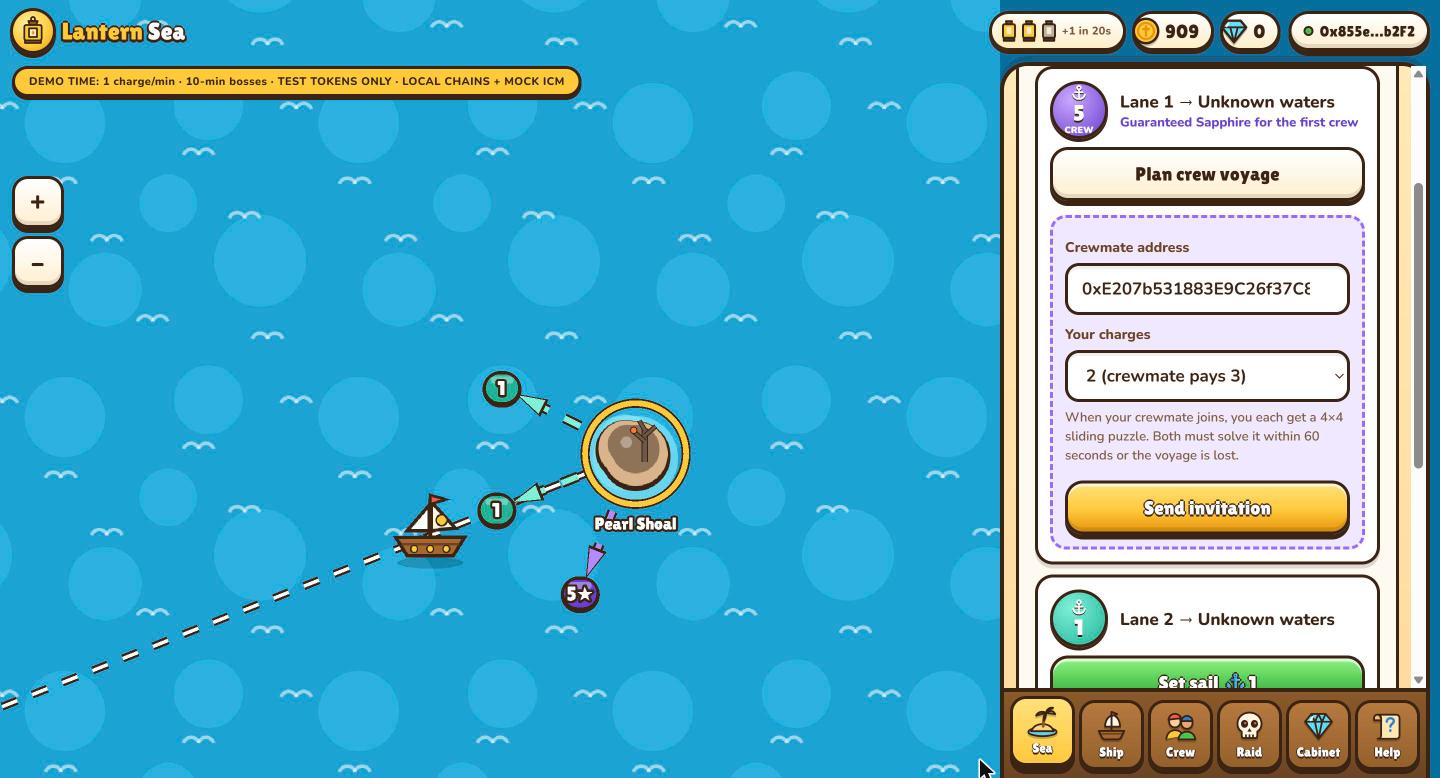 Lantern Sea
DEMO TIME: 1 charge/min · 10-min bosses · TEST TOKENS ONLY · LOCAL CHAINS + MOCK ICM
+1 in 20s
909
0
0x855e...b2F2
+
−
1
1
Pearl Shoal
5★
5
CREW
Lane 1 → Unknown waters
Guaranteed Sapphire for the first crew
Plan crew voyage
Crewmate address
0xE207b531883E9C26f37C
Your charges
2 (crewmate pays 3)
When your crewmate joins, you each get a 4×4
sliding puzzle. Both must solve it within 60
seconds or the voyage is lost.
Send invitation
1
Lane 2 → Unknown waters
Set sail ⚓ 1
Sea
Ship
Crew
Raid
Cabinet
?
Help